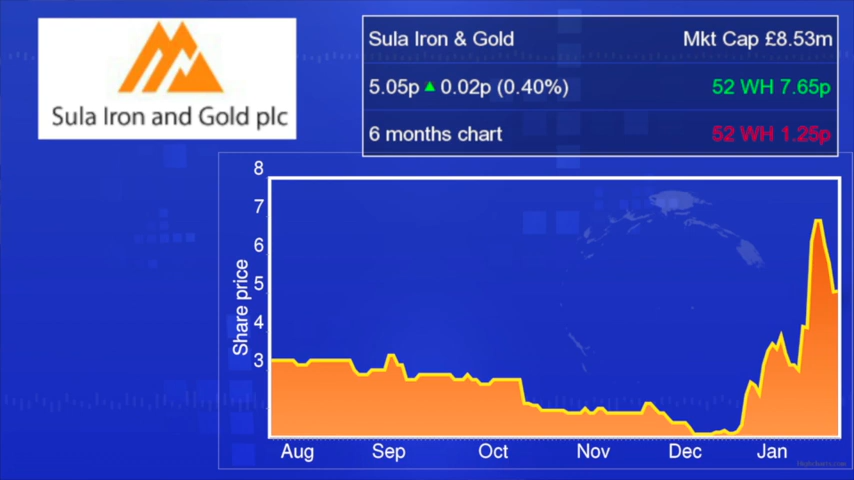 Sula Iron and Gold plc
Sula Iron & Gold Mkt Cap £8.53m
5.05p 0.02p (0.40%) 52 WH 7.65p
6 months chart 52 WH 1.25p
Share price
8
7
6
5
4
3
Aug Sep Oct Nov Dec Jan
Highcharts.com